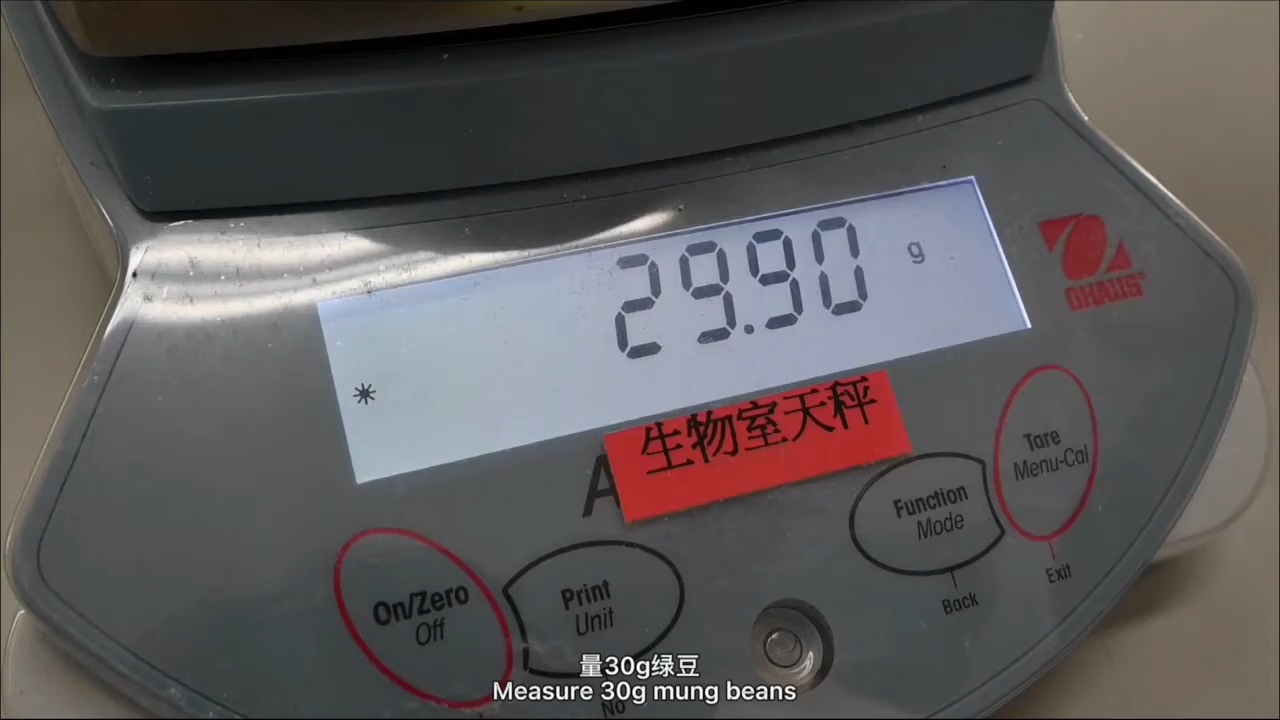 29.90 g
*
OHAUS
生物室天秤
A
Tare
Menu-Cal
Exit
Function
Mode
Back
Print
Unit
No
On/Zero
Off
量30g绿豆
Measure 30g mung beans